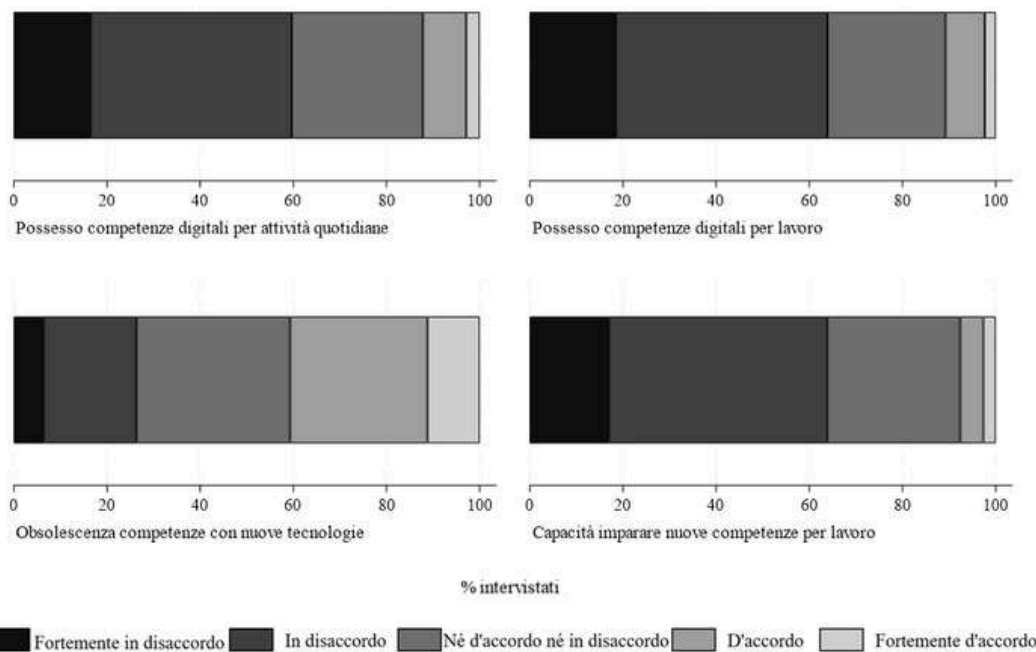 0 20 40 60 80 100
Possesso competenze digitali per attività quotidiane
0 20 40 60 80 100
Possesso competenze digitali per lavoro
0 20 40 60 80 100
Obsolescenza competenze con nuove tecnologie
0 20 40 60 80 100
Capacità imparare nuove competenze per lavoro
% intervistati
Fortemente in disaccordo In disaccordo Né d'accordo né in disaccordo D'accordo Fortemente d'accordo